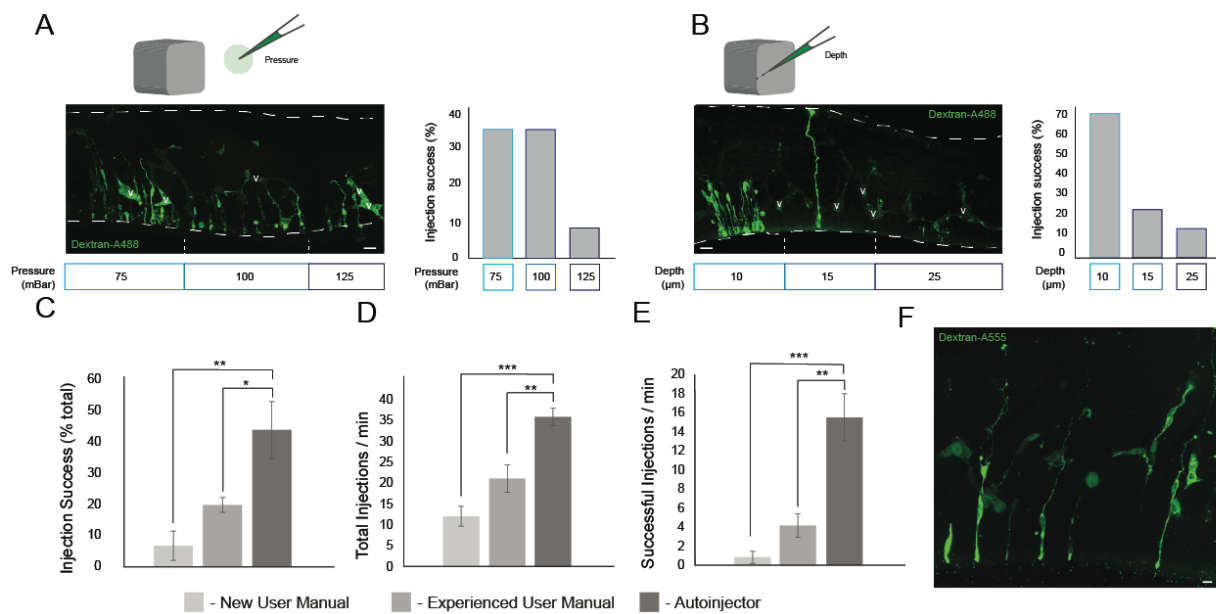 A
Pressure
Dextran-A488
v
v
v
v
v
Pressure
(mBar)
75
100
125
Injection success (%)
40
30
20
10
0
Pressure
(mBar)
75
100
125
B
Depth
Dextran-A488
v
v
v
v
v
Depth
(µm)
10
15
25
Injection success (%)
70
60
50
40
30
20
10
0
Depth
(µm)
10
15
25
C
Injection Success (% total)
60
50
40
30
20
10
0
**
*
D
Total Injections / min
40
35
30
25
20
15
10
5
0
***
**
E
Successful Injections / min
20
18
16
14
12
10
8
6
4
2
0
***
**
F
Dextran-A555
- New User Manual
- Experienced User Manual
- Autoinjector